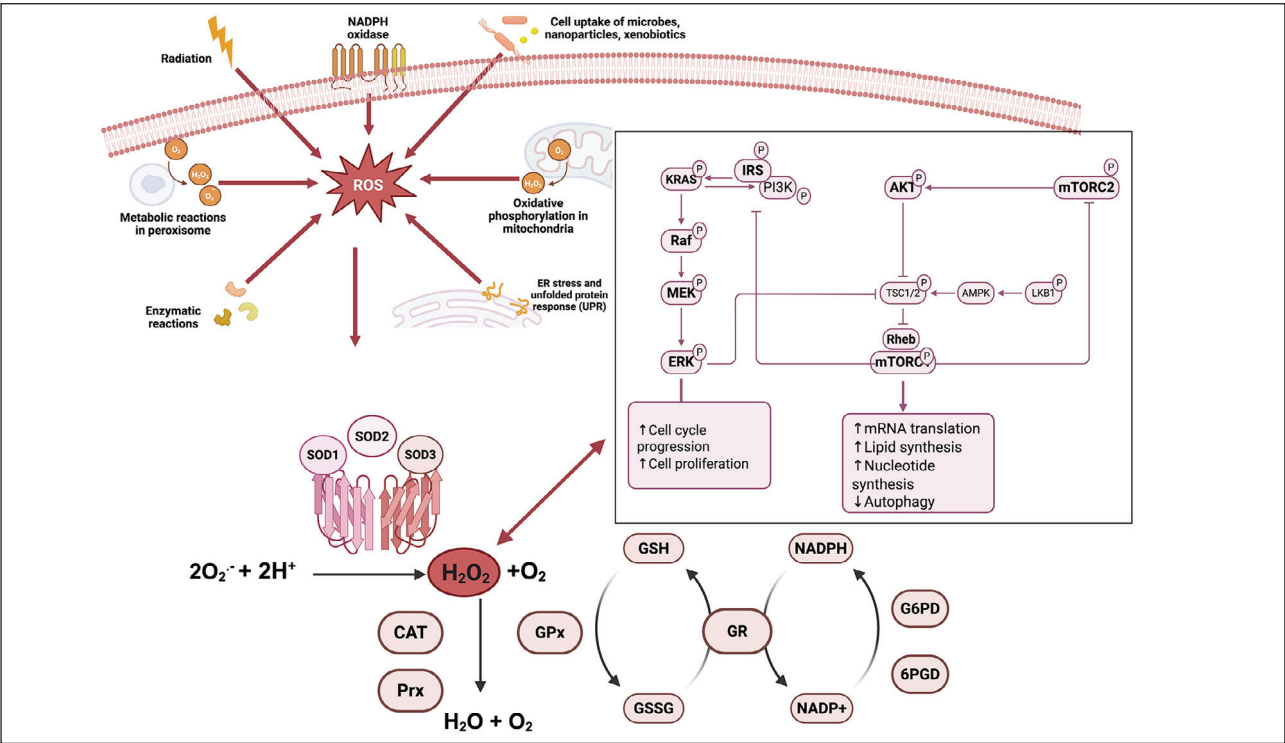 NADPH
oxidase
Cell uptake of microbes,
nanoparticles, xenobiotics
Radiation
O₂
H₂O₂
·O₂⁻
Metabolic reactions
in peroxisome
ROS
O₂
H₂O₂
Oxidative
phosphorylation in
mitochondria
Enzymatic
reactions
ER stress and
unfolded protein
response (UPR)
P
IRS
PI3K
P
KRAS
P
Raf
P
MEK
P
ERK
P
↑Cell cycle
progression
↑Cell proliferation
AKT
P
mTORC2
P
TSC1/2
P
AMPK
LKB1
P
Rheb
mTORC1
P
↑mRNA translation
↑Lipid synthesis
↑Nucleotide
synthesis
↓Autophagy
SOD1
SOD2
SOD3
2O₂·⁻ + 2H⁺
H₂O₂
+O₂
CAT
Prx
H₂O + O₂
GPx
GSH
GSSG
GR
NADPH
NADP+
G6PD
6PGD